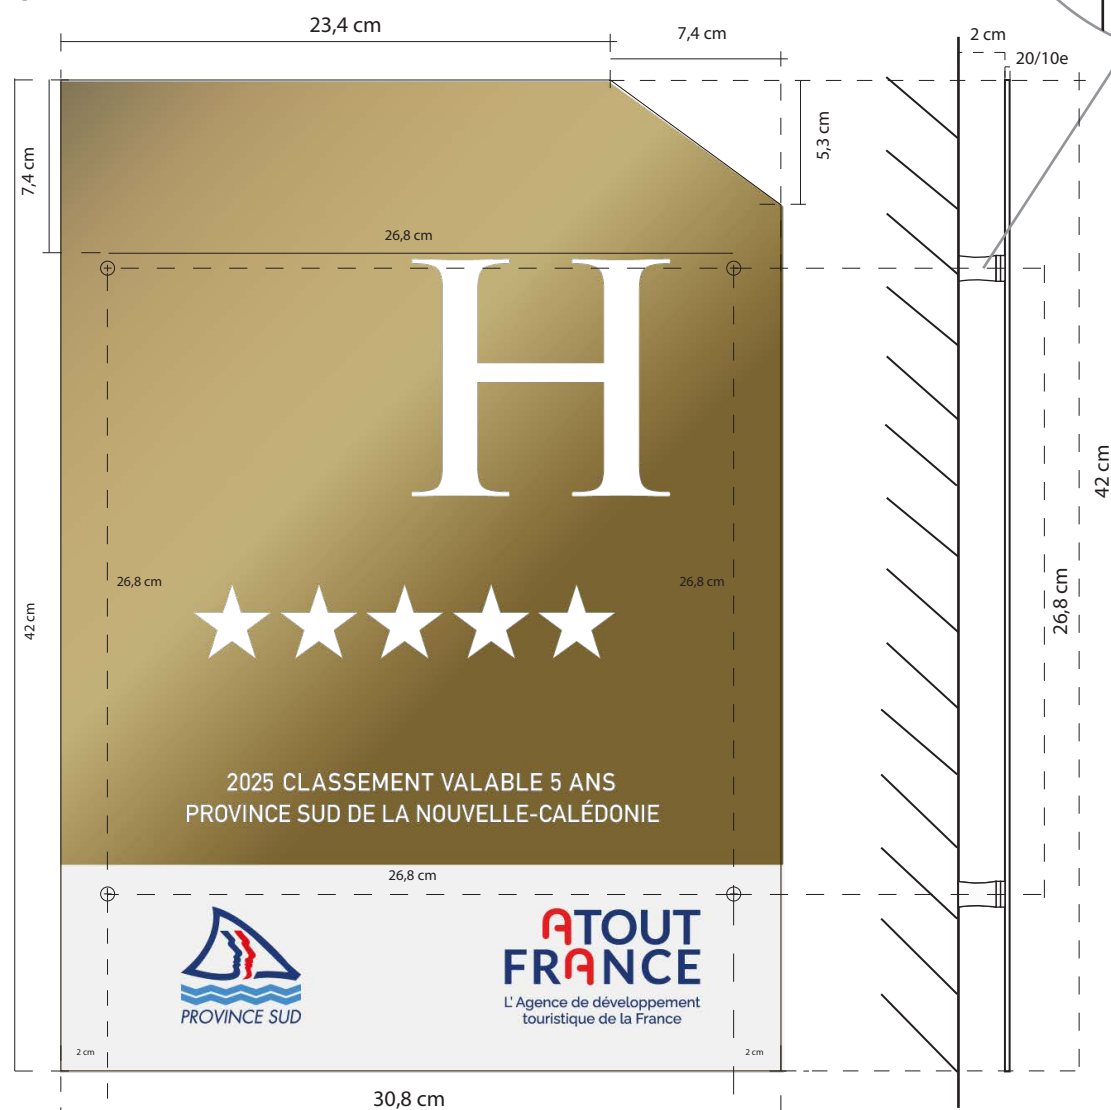 23,4 cm
7,4 cm
2 cm
20/10e
7,4 cm
5,3 cm
26,8 cm
H
42 cm
26,8 cm
26,8 cm
26,8 cm
42 cm
2025 CLASSEMENT VALABLE 5 ANS
PROVINCE SUD DE LA NOUVELLE-CALÉDONIE
26,8 cm
ATOUT
FRANCE
L'Agence de développement
touristique de la France
PROVINCE SUD
2 cm
2 cm
30,8 cm